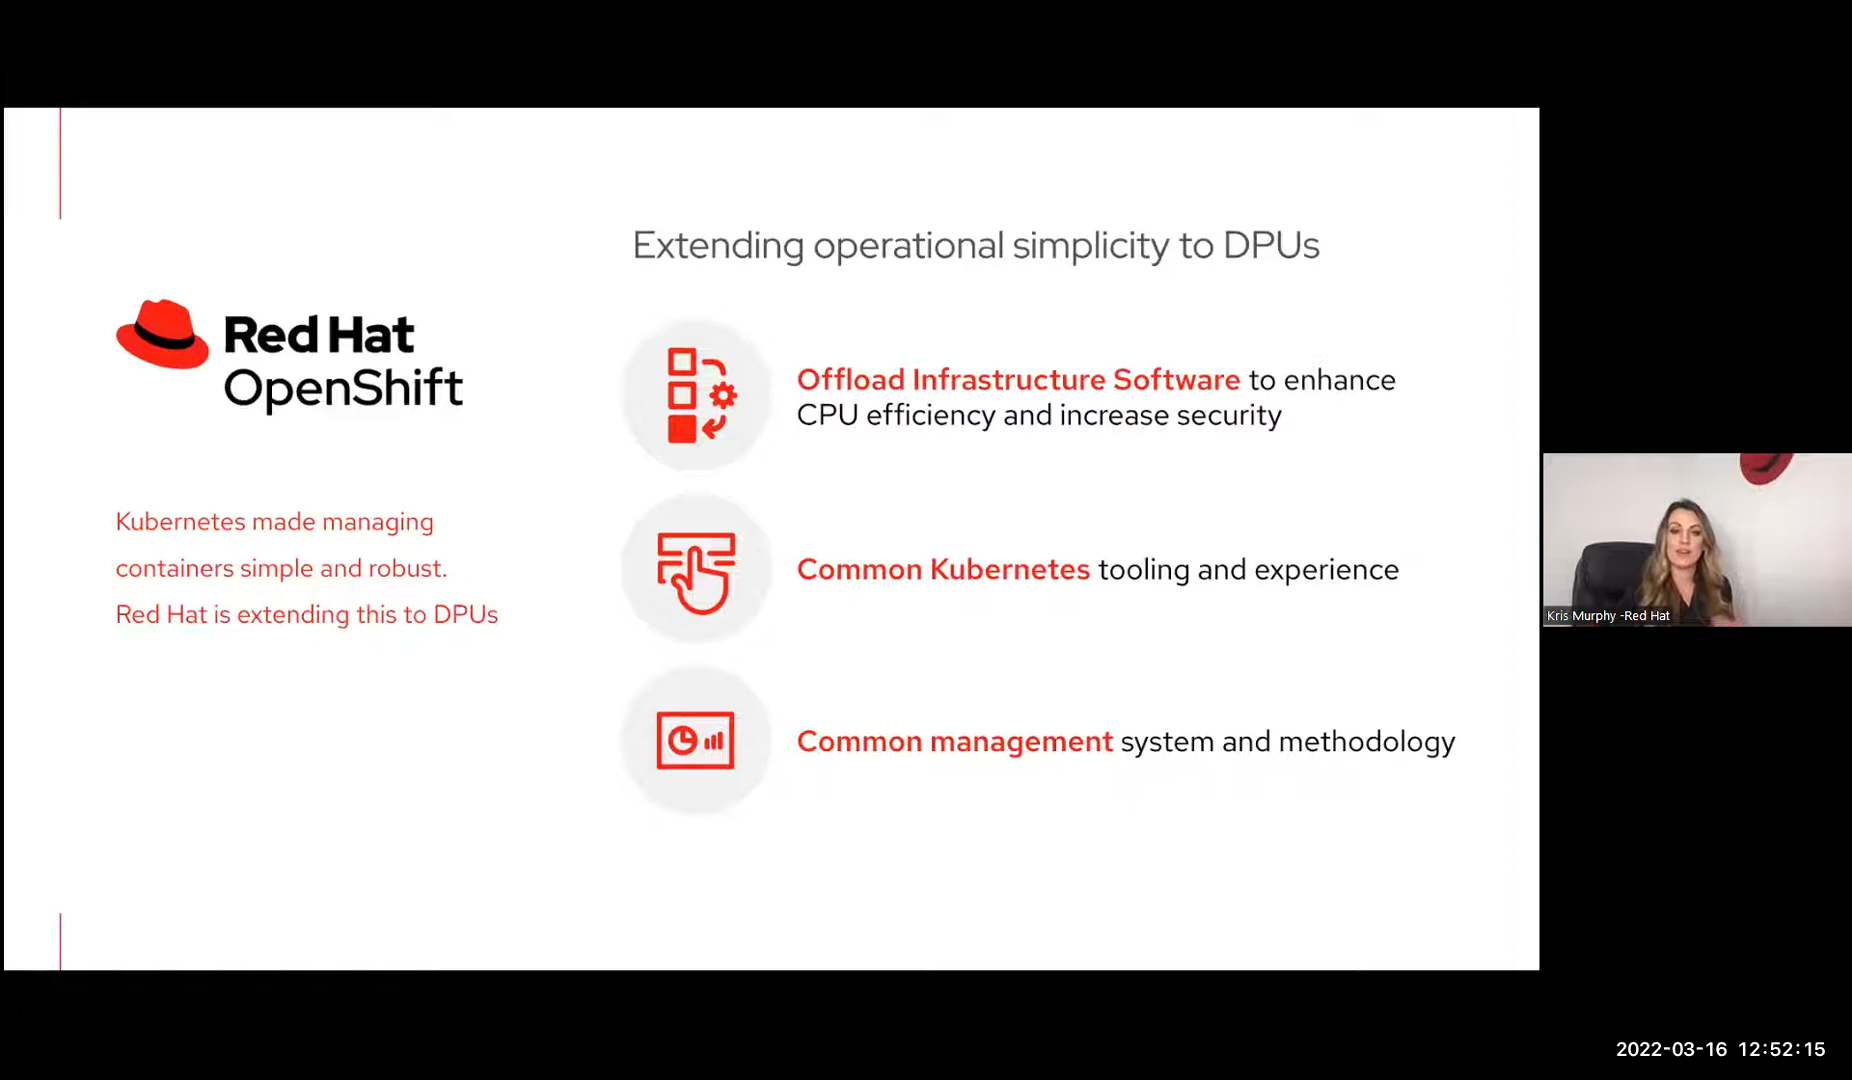 Extending operational simplicity to DPUs
Red Hat
OpenShift
Kubernetes made managing
containers simple and robust.
Red Hat is extending this to DPUs
Offload Infrastructure Software to enhance
CPU efficiency and increase security
Common Kubernetes tooling and experience
Common management system and methodology
Kris Murphy -Red Hat
2022-03-16 12:52:15